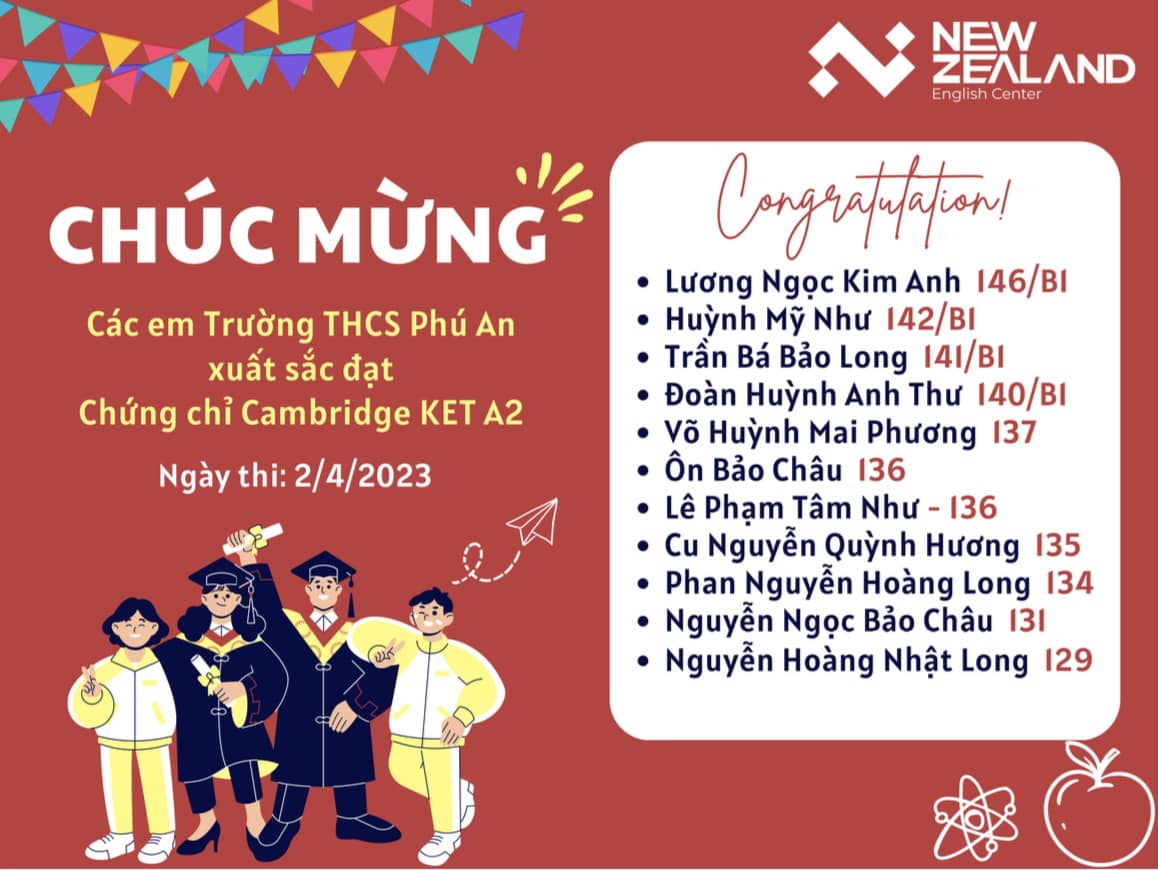 NEW
ZEALAND
English Center
CHÚC MỪNG
Các em Trường THCS Phú An
xuất sắc đạt
Chứng chỉ Cambridge KET A2
Ngày thi: 2/4/2023
Congratulation!
• Lương Ngọc Kim Anh 146/B1
• Huỳnh Mỹ Như 142/B1
• Trần Bá Bảo Long 141/B1
• Đoàn Huỳnh Anh Thư 140/B1
• Võ Huỳnh Mai Phương 137
• Ôn Bảo Châu 136
• Lê Phạm Tâm Như - 136
• Cu Nguyễn Quỳnh Hương 135
• Phan Nguyễn Hoàng Long 134
• Nguyễn Ngọc Bảo Châu 131
• Nguyễn Hoàng Nhật Long 129